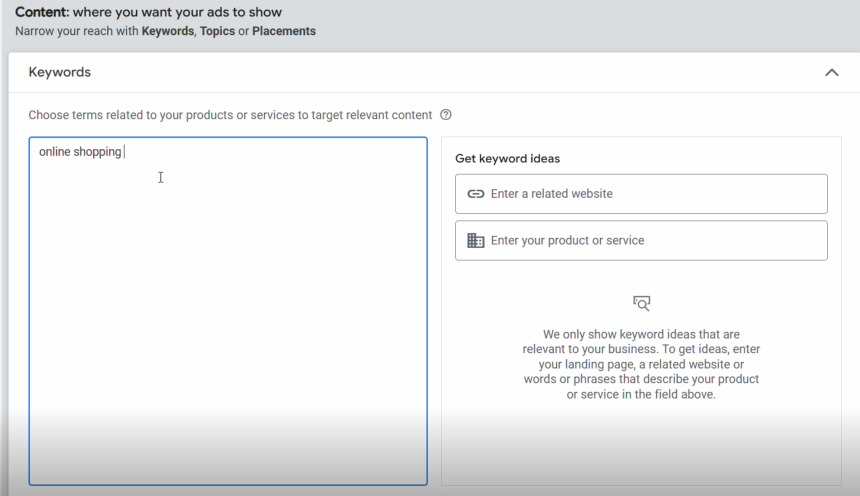 Content: where you want your ads to show
Narrow your reach with Keywords, Topics or Placements
Keywords
Choose terms related to your products or services to target relevant content
online shopping
Get keyword ideas
Enter a related website
Enter your product or service
We only show keyword ideas that are
relevant to your business. To get ideas, enter
your landing page, a related website or
words or phrases that describe your product
or service in the field above.